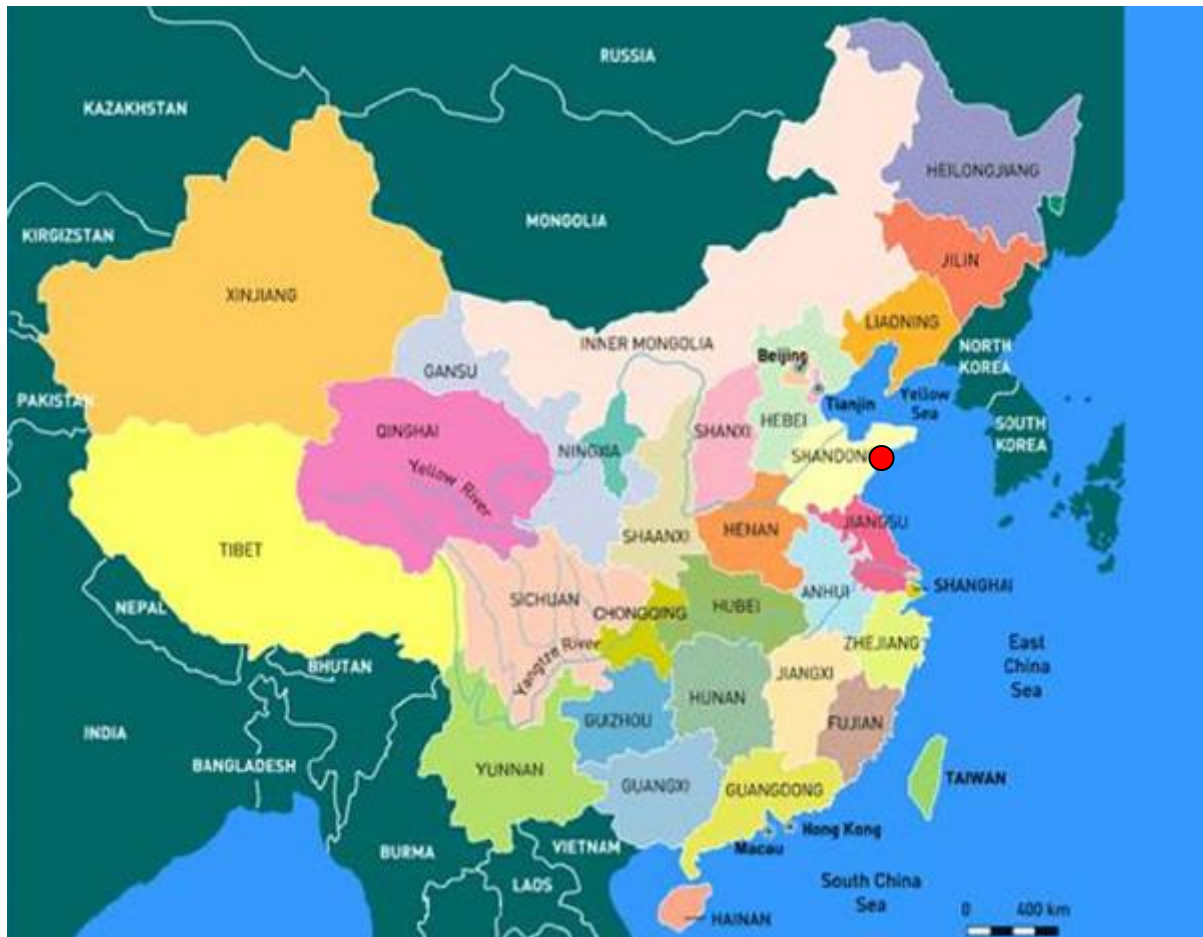 RUSSIA
KAZAKHSTAN
HEILONGJIANG
MONGOLIA
KIRGIZSTAN
JILIN
XINJIANG
LIAONING
INNER MONGOLIA
NORTH
KOREA
Beijing
GANSU
PAKISTAN
Tianjin
Yellow
Sea
HEBEI
SOUTH
KOREA
QINGHAI
SHANXI
NINGXIA
SHANDON
Yellow River
JIANGSU
HENAN
SHAANXI
TIBET
SHANGHAI
ANHUI
SICHUAN
NEPAL
CHONGQING
HUBEI
ZHEJIANG
East
China
Sea
Yangtze River
BHUTAN
JIANGXI
HUNAN
GUIZHOU
FUJIAN
INDIA
BANGLADESH
YUNNAN
GUANGXI
GUANGDONG
TAIWAN
Hong Kong
Macau
VIETNAM
BURMA
LAOS
South China
Sea
HAINAN
0 400 km